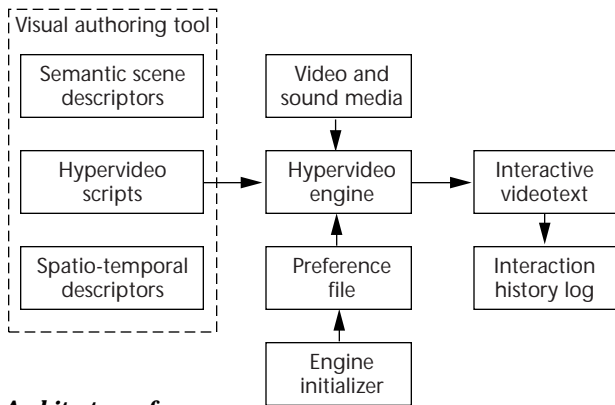 Visual authoring tool
Semantic scene
descriptors
Hypervideo
scripts
Spatio-temporal
descriptors
Video and
sound media
Hypervideo
engine
Preference
file
Engine
initializer
Interactive
videotext
Interaction
history log